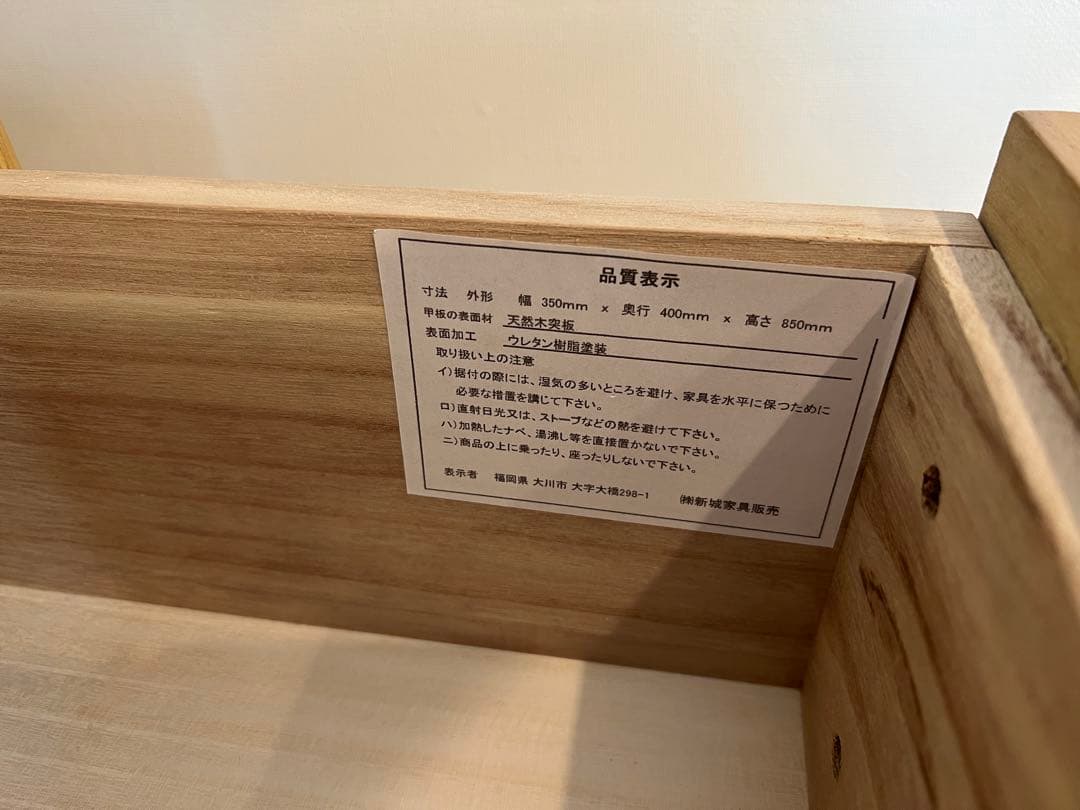 品質表示
寸法 外形 幅 350mm x 奥行 400mm x 高さ 850mm
甲板の表面材 天然木突板
表面加工 ウレタン樹脂塗装
取り扱い上の注意
イ)据付の際には、湿気の多いところを避け、家具を水平に保つために
必要な措置を講じて下さい。
ロ)直射日光又は、ストーブなどの熱を避けて下さい。
ハ)加熱したナベ、湯沸し等を直接置かないで下さい。
ニ)商品の上に乗ったり、座ったりしないで下さい。
表示者 福岡県 大川市 大字大橋298-1 ㈱新城家具販売